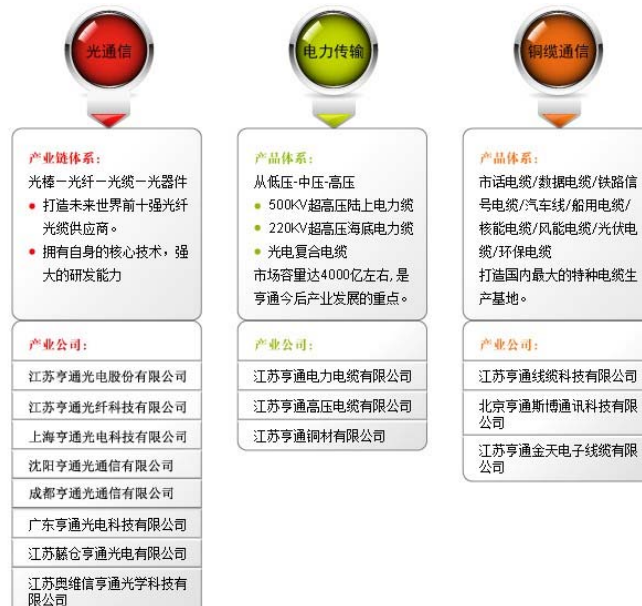 光通信
产业链体系：
光棒—光纤—光缆—光器件
打造未来世界前十强光纤
光缆供应商。
拥有自身的核心技术，强
大的研发能力
产业公司：
江苏亨通光电股份有限公司
江苏亨通光纤科技有限公司
上海亨通光电科技有限公司
沈阳亨通光通信有限公司
成都亨通光通信有限公司
广东亨通光电科技有限公司
江苏藤仓亨通光电有限公司
江苏奥维信亨通光学科技有
限公司
电力传输
产品体系：
从低压-中压-高压
500KV超高压陆上电力缆
220KV超高压海底电力缆
光电复合电缆
市场容量达4000亿左右，是
亨通今后产业发展的重点。
产业公司：
江苏亨通电力电缆有限公司
江苏亨通高压电缆有限公司
江苏亨通铜材有限公司
铜缆通信
产品体系：
市话电缆/数据电缆/铁路信
号电缆/汽车线/船用电缆/
核能电缆/风能电缆/光伏电
缆/环保电缆
打造国内最大的特种电缆生
产基地。
产业公司：
江苏亨通线缆科技有限公司
北京亨通斯博通讯科技有限
公司
江苏亨通金天电子线缆有限
公司